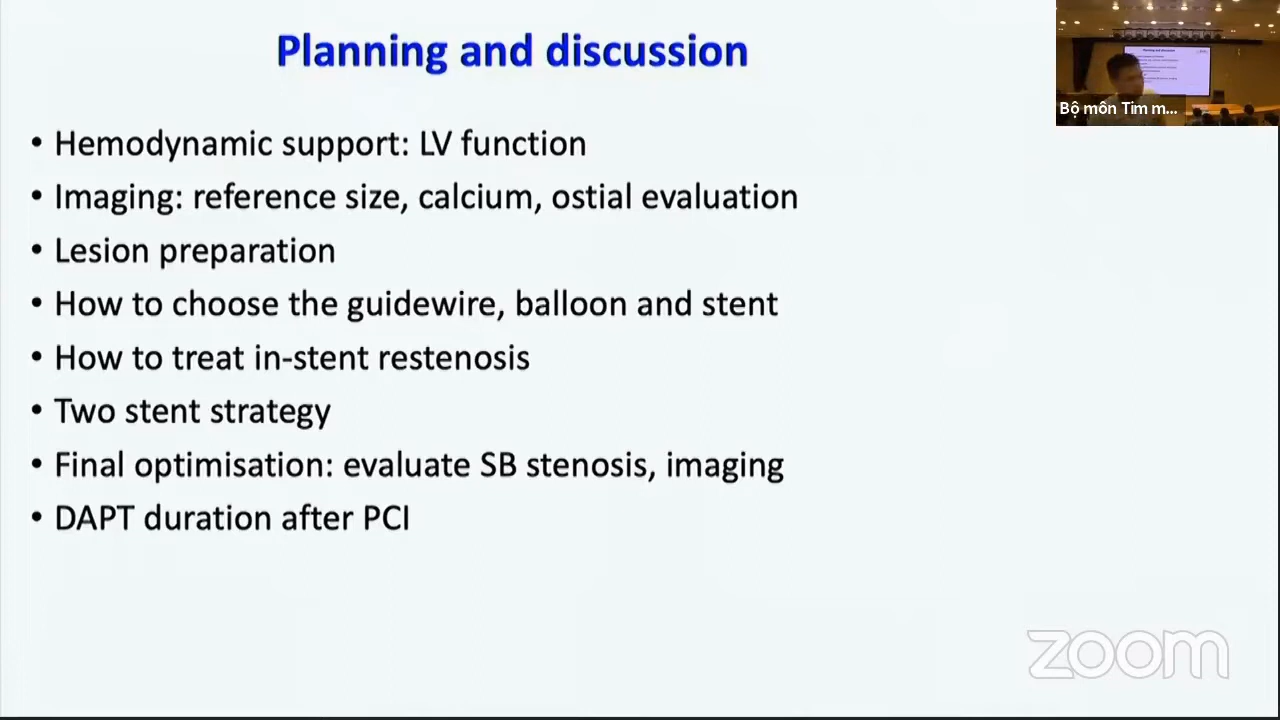 Planning and discussion
Bộ môn Tim m...
• Hemodynamic support: LV function
• Imaging: reference size, calcium, ostial evaluation
• Lesion preparation
• How to choose the guidewire, balloon and stent
• How to treat in-stent restenosis
• Two stent strategy
• Final optimisation: evaluate SB stenosis, imaging
• DAPT duration after PCI
zoom